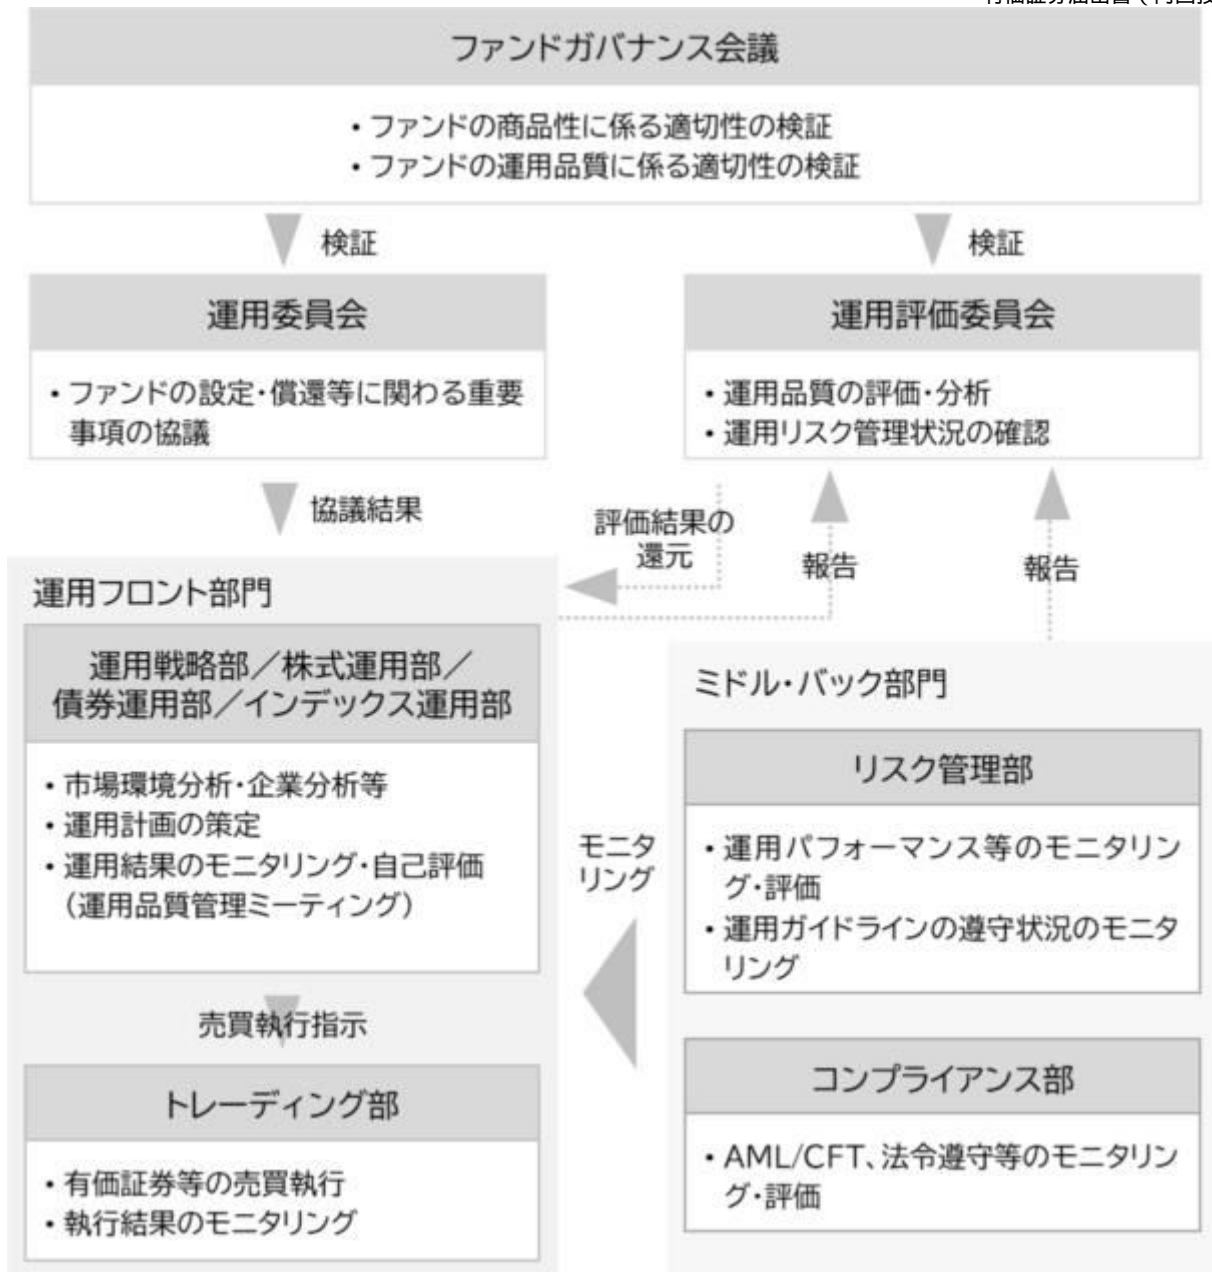 ファンドガバナンス会議
・ファンドの商品性に係る適切性の検証
・ファンドの運用品質に係る適切性の検証
検証
検証
運用委員会
・ファンドの設定・償還等に関わる重要
事項の協議
運用評価委員会
・運用品質の評価・分析
・運用リスク管理状況の確認
協議結果
評価結果の
還元
報告
報告
運用フロント部門
運用戦略部／株式運用部／
債券運用部／インデックス運用部
・市場環境分析・企業分析等
・運用計画の策定
・運用結果のモニタリング・自己評価
（運用品質管理ミーティング）
売買執行指示
トレーディング部
・有価証券等の売買執行
・執行結果のモニタリング
モニタ
リング
ミドル・バック部門
リスク管理部
・運用パフォーマンス等のモニタリン
グ・評価
・運用ガイドラインの遵守状況のモニタ
リング
コンプライアンス部
・AML/CFT、法令遵守等のモニタリン
グ・評価